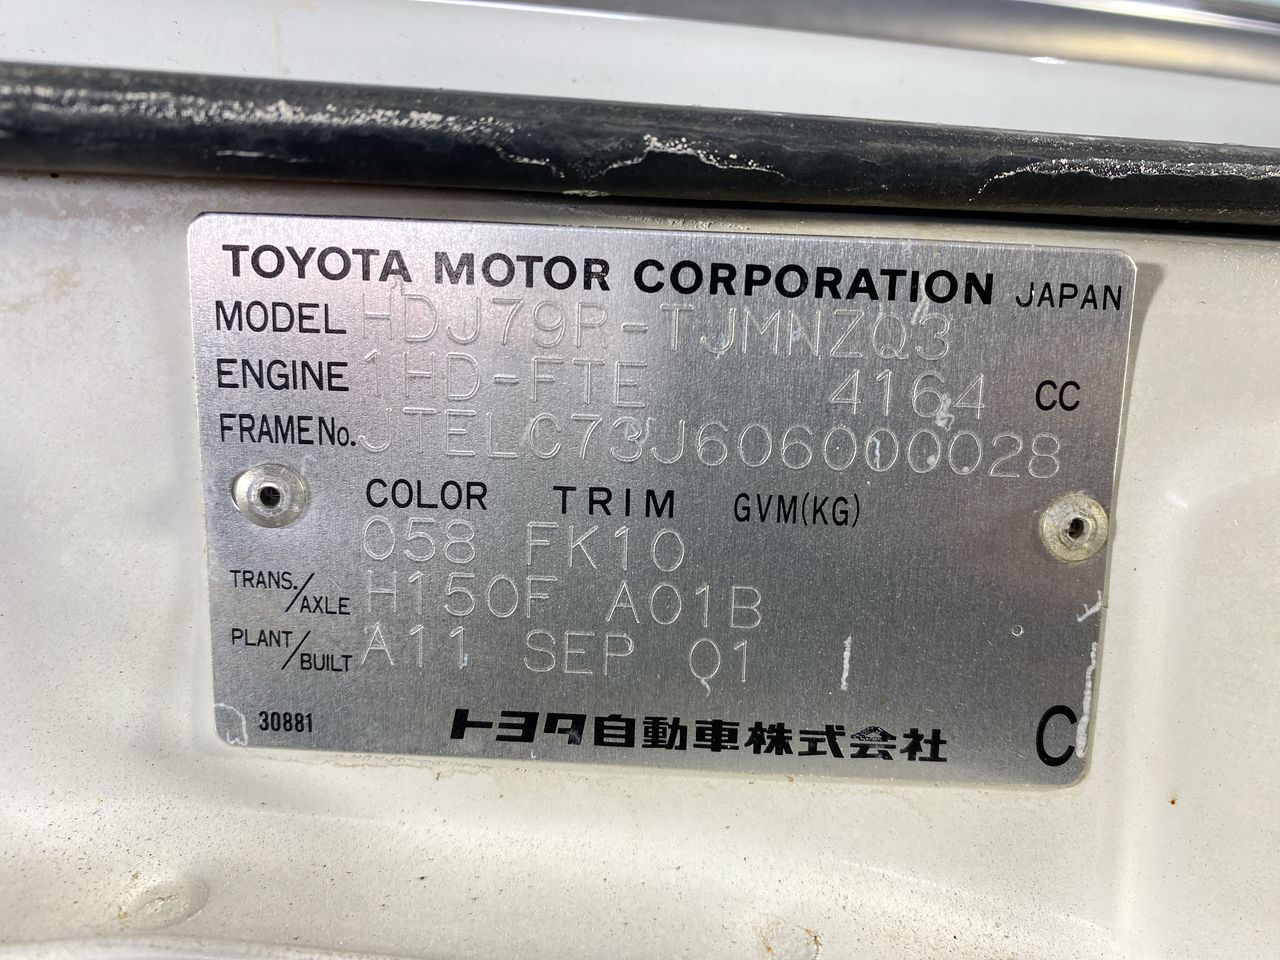 TOYOTA MOTOR CORPORATION JAPAN
MODEL HDJ79R-TJMNZQ3
ENGINE 1HD-FTE 4164 CC
FRAME No. JTELC73J606000028
COLOR TRIM GVM(KG)
058 FK10
TRANS./AXLE H150F A01B
PLANT/BUILT A11 SEP 01
30881 トヨタ自動車株式会社 C